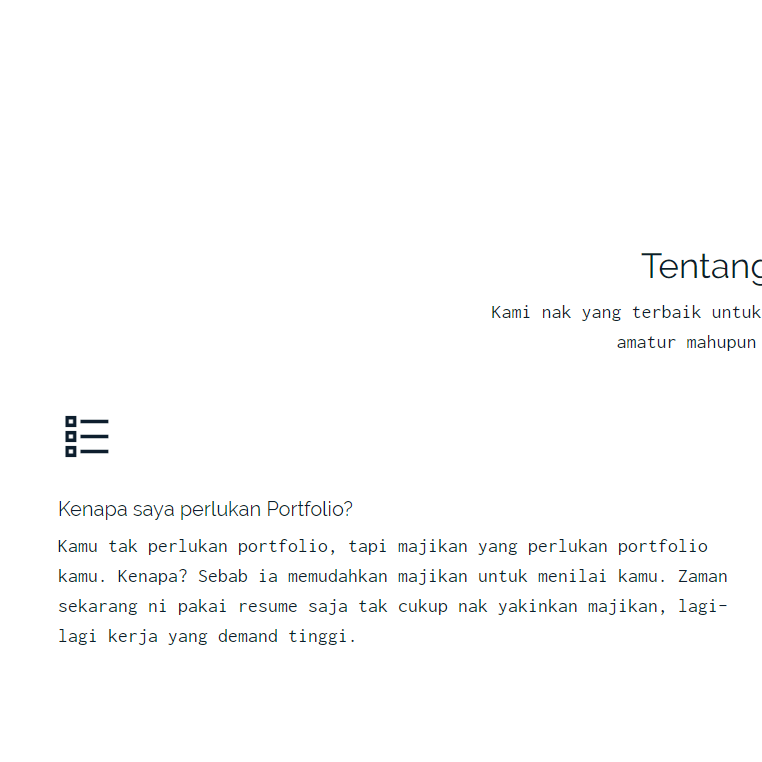 Tentang
Kami nak yang terbaik untuk
amatur mahupun
Kenapa saya perlukan Portfolio?
Kamu tak perlukan portfolio, tapi majikan yang perlukan portfolio
kamu. Kenapa? Sebab ia memudahkan majikan untuk menilai kamu. Zaman
sekarang ni pakai resume saja tak cukup nak yakinkan majikan, lagi-
lagi kerja yang demand tinggi.